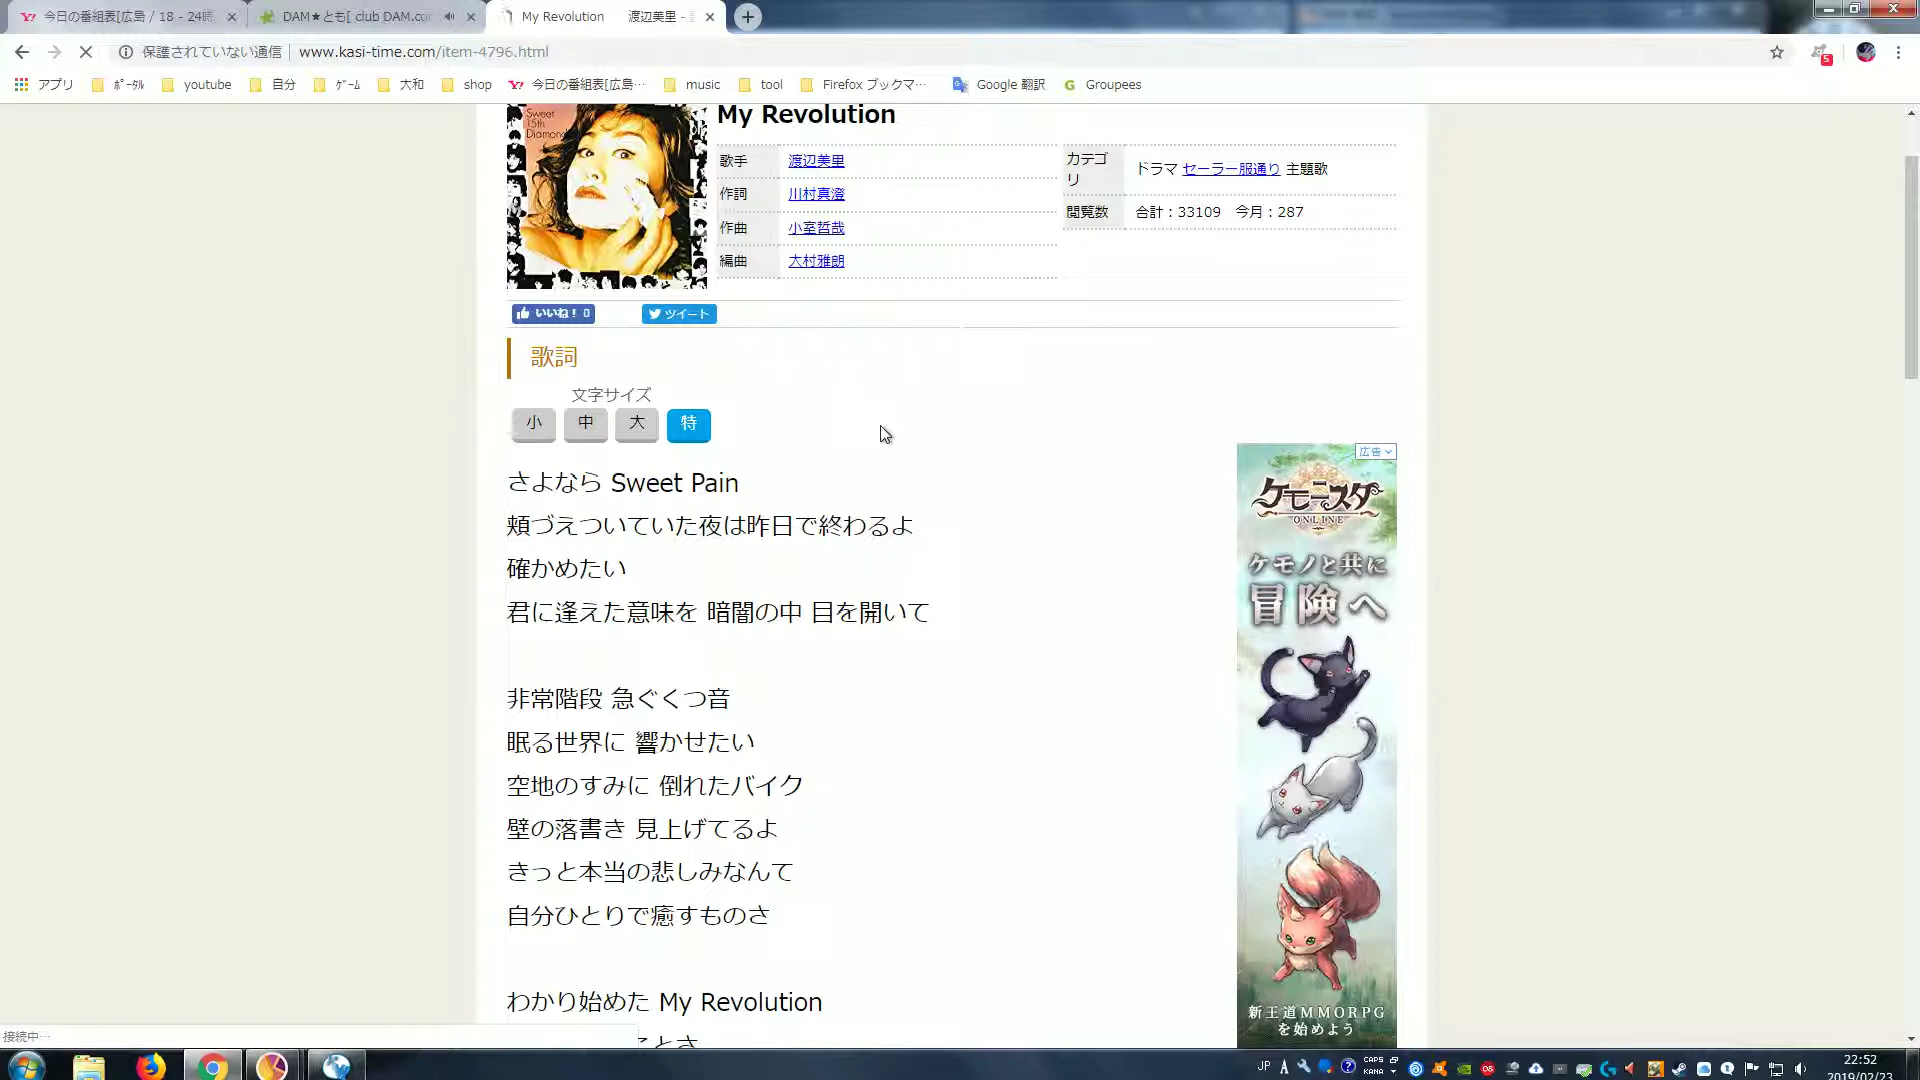 今日の番組表[広島 / 18 - 24時
DAM★とも[ club DAM.co
My Revolution 渡辺美里 -
保護されていない通信 | www.kasi-time.com/item-4796.html
5
アプリ ﾎﾟｰﾀﾙ youtube 自分 ｹﾞｰﾑ 大和 shop 今日の番組表[広島… music tool Firefox ブックマ… Google 翻訳 Groupees
Sweet
15th
Diamond
My Revolution
歌手 渡辺美里
作詞 川村真澄
作曲 小室哲哉
編曲 大村雅朗
カテゴリ ドラマ セーラー服通り 主題歌
閲覧数 合計：33109 今月：287
いいね！ 0
ツイート
歌詞
文字サイズ
小 中 大 特
さよなら Sweet Pain
頬づえついていた夜は昨日で終わるよ
確かめたい
君に逢えた意味を 暗闇の中 目を開いて
非常階段 急ぐくつ音
眠る世界に 響かせたい
空地のすみに 倒れたバイク
壁の落書き 見上げてるよ
きっと本当の悲しみなんて
自分ひとりで癒すものさ
わかり始めた My Revolution
広告
ケモニスタ
ONLINE
ケモノと共に
冒険へ
新王道MMORPG
を始めよう
接続中…
JP A CAPS KANA
22:52
2019/02/23